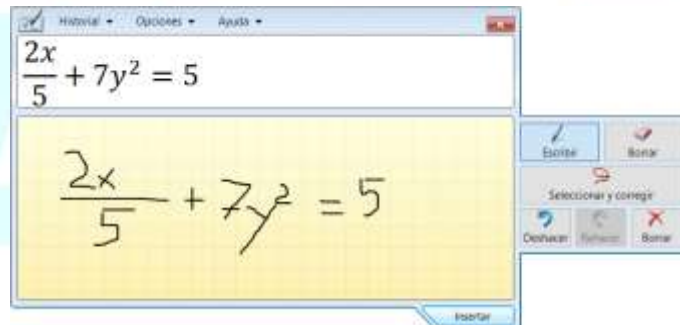 Historial Opciones Ayuda
2x/5 + 7y² = 5
2x/5 + 7y² = 5
Escribir Borrar
Seleccionar y corregir
Deshacer Rehacer Borrar
Insertar